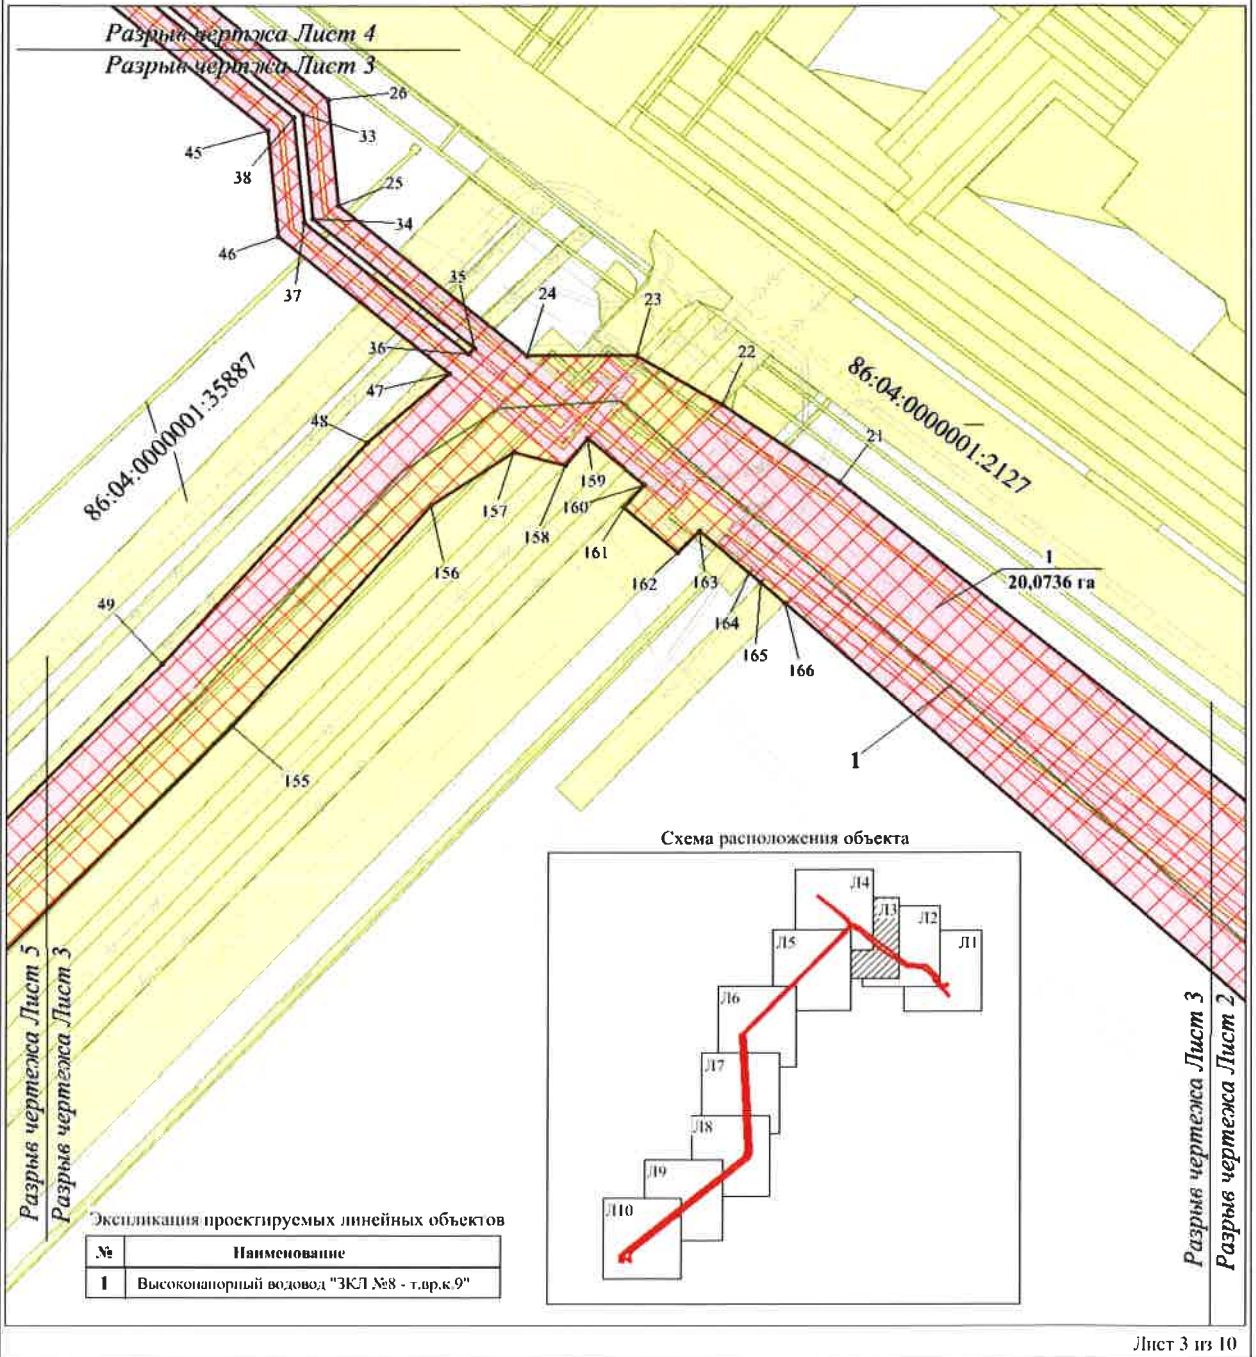 Разрыв чертежа Лист 4
Разрыв чертежа Лист 3
26
33
45
38
25
34
46
37
35
24
23
36
22
47
86:04:0000001:35887
86:04:0000001:2127
48
21
159
157
160
158
161
156
162
163
1
20,0736 га
164
49
165
166
155
1
Схема расположения объекта
Л4
Л3
Л2
Л5
Л1
Л6
Л7
Л8
Л9
Л10
Разрыв чертежа Лист 5
Разрыв чертежа Лист 3
Разрыв чертежа Лист 3
Разрыв чертежа Лист 2
Экспликация проектируемых линейных объектов
№ Наименование
1 Высоконапорный водовод "ЗКЛ №8 - т.вр.к.9"
Лист 3 из 10